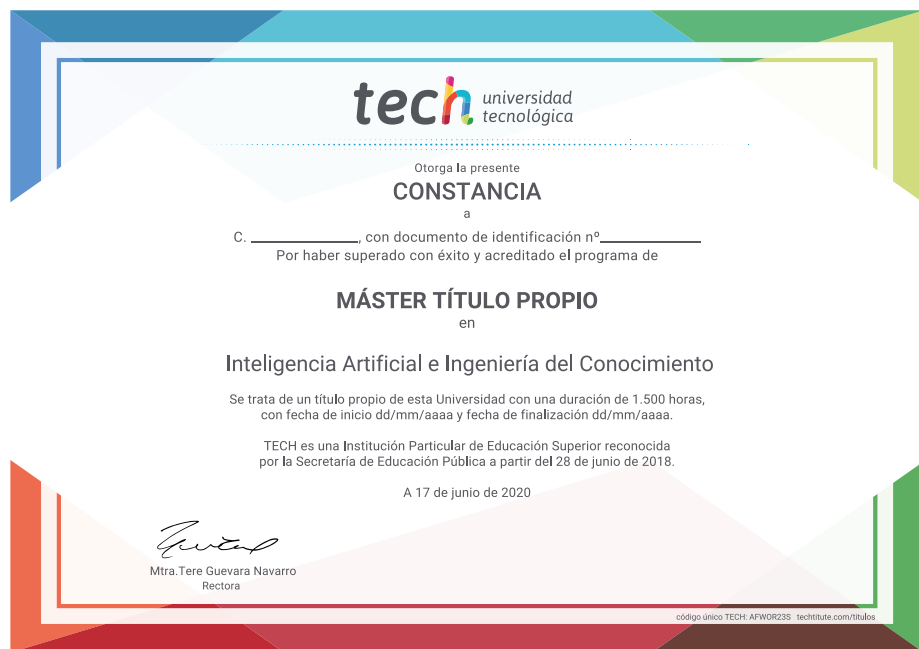 tech universidad
tecnológica
Otorga la presente
CONSTANCIA
a
C. ____________, con documento de identificación nº____________
Por haber superado con éxito y acreditado el programa de
MÁSTER TÍTULO PROPIO
en
Inteligencia Artificial e Ingeniería del Conocimiento
Se trata de un título propio de esta Universidad con una duración de 1.500 horas,
con fecha de inicio dd/mm/aaaa y fecha de finalización dd/mm/aaaa.
TECH es una Institución Particular de Educación Superior reconocida
por la Secretaría de Educación Pública a partir del 28 de junio de 2018.
A 17 de junio de 2020
Mtra.Tere Guevara Navarro
Rectora
código único TECH: AFWOR23S techtitute.com/titulos